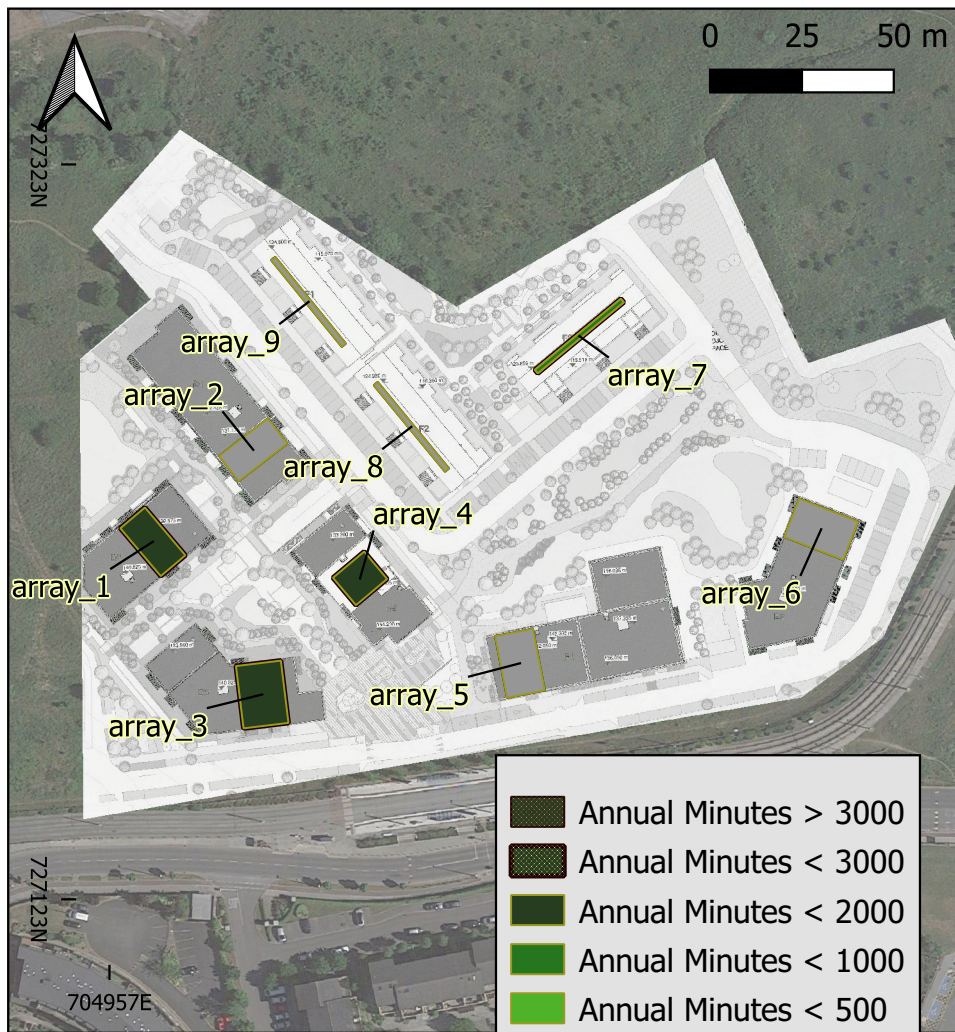 0 25 50 m
727323N
array_9
array_2
array_7
array_8
array_4
array_1
array_6
array_5
array_3
Annual Minutes > 3000
Annual Minutes < 3000
Annual Minutes < 2000
Annual Minutes < 1000
Annual Minutes < 500
727123N
704957E